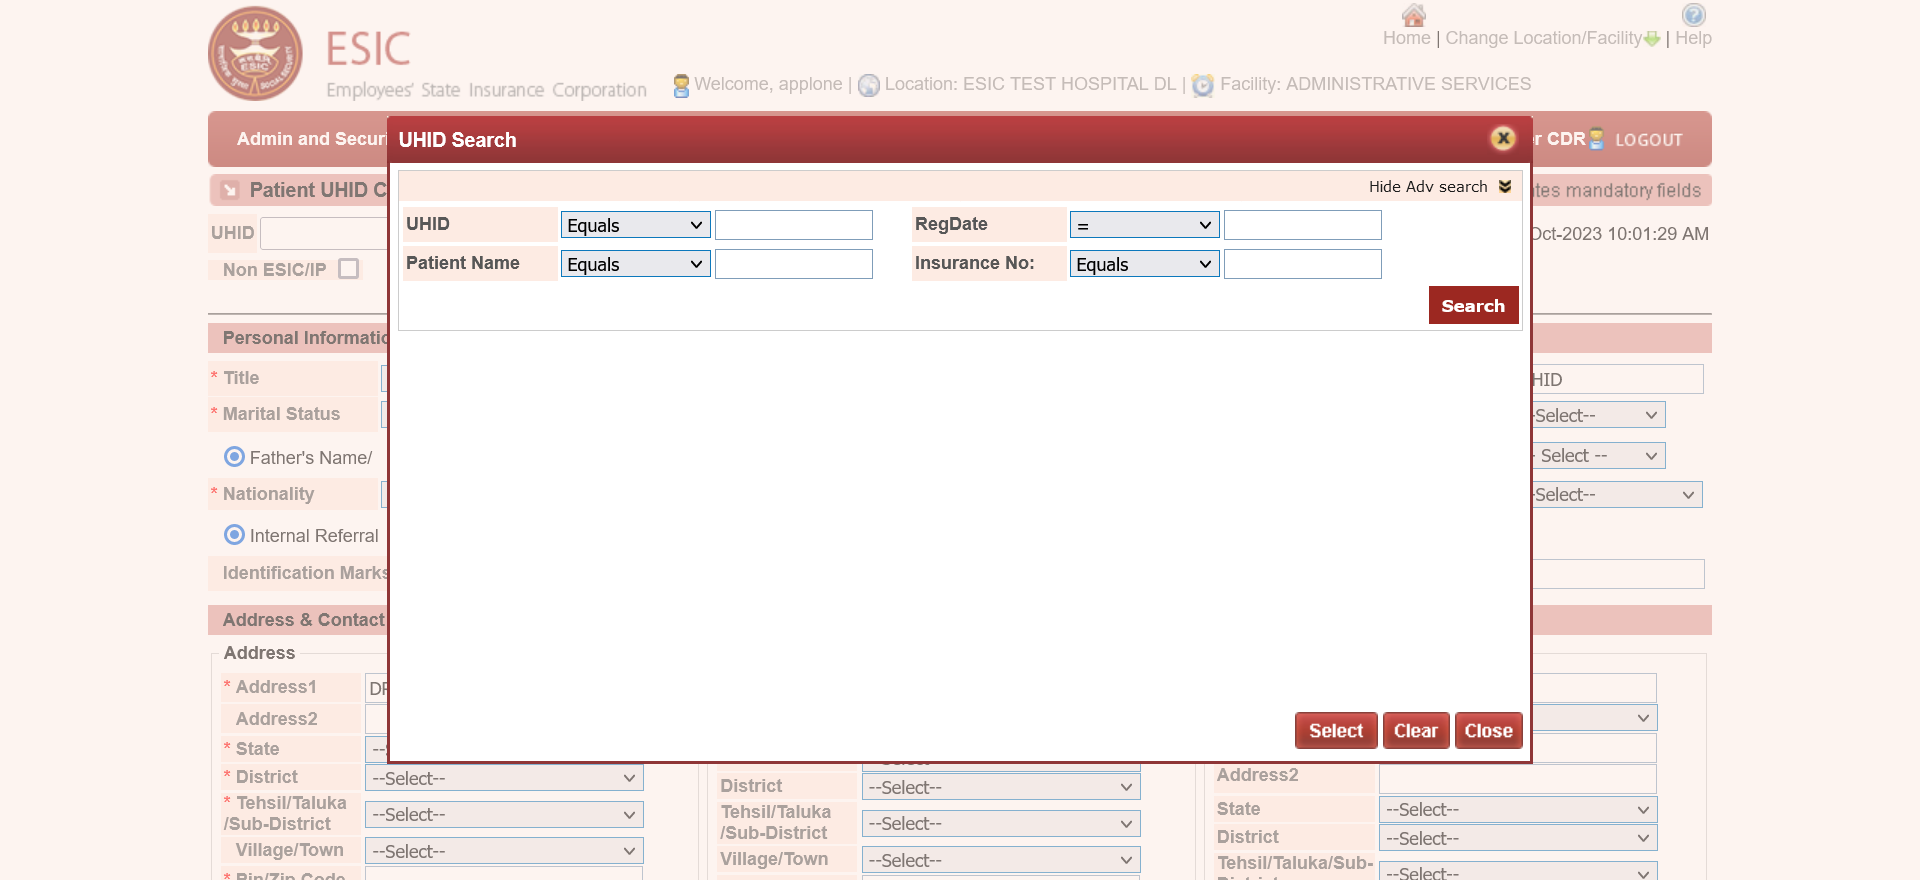 ESIC
Employees' State Insurance Corporation
Home | Change Location/Facility | Help
Welcome, applone | Location: ESIC TEST HOSPITAL DL | Facility: ADMINISTRATIVE SERVICES
Admin and Securi
CDR LOGOUT
UHID Search
Patient UHID C
mandatory fields
Hide Adv search
UHID
UHID Equals
RegDate =
Oct-2023 10:01:29 AM
Non ESIC/IP
Patient Name Equals
Insurance No: Equals
Search
Personal Informatio
* Title
HID
* Marital Status
-Select--
Father's Name/
- Select --
* Nationality
-Select--
Internal Referral
Identification Marks
Address & Contact
Address
* Address1
Address2
* State
Select Clear Close
* District --Select--
District --Select--
Address2
* Tehsil/Taluka
/Sub-District --Select--
Tehsil/Taluka
/Sub-District --Select--
State --Select--
District --Select--
Village/Town --Select--
Village/Town --Select--
Tehsil/Taluka/Sub-
--Select--
* Pin/Zip Code